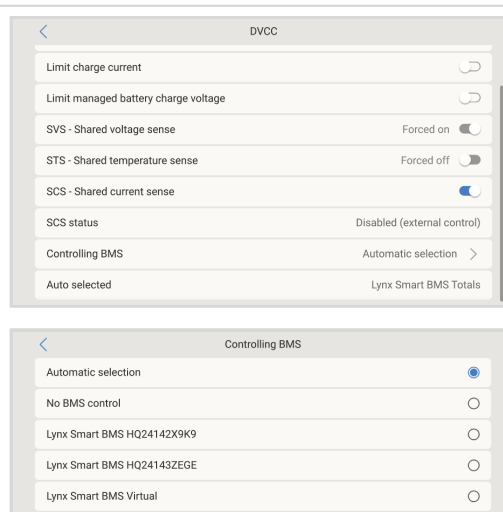 DVCC
Limit charge current
Limit managed battery charge voltage
SVS - Shared voltage sense Forced on
STS - Shared temperature sense Forced off
SCS - Shared current sense
SCS status Disabled (external control)
Controlling BMS Automatic selection
Auto selected Lynx Smart BMS Totals
Controlling BMS
Automatic selection
No BMS control
Lynx Smart BMS HQ24142X9K9
Lynx Smart BMS HQ24143ZEGE
Lynx Smart BMS Virtual